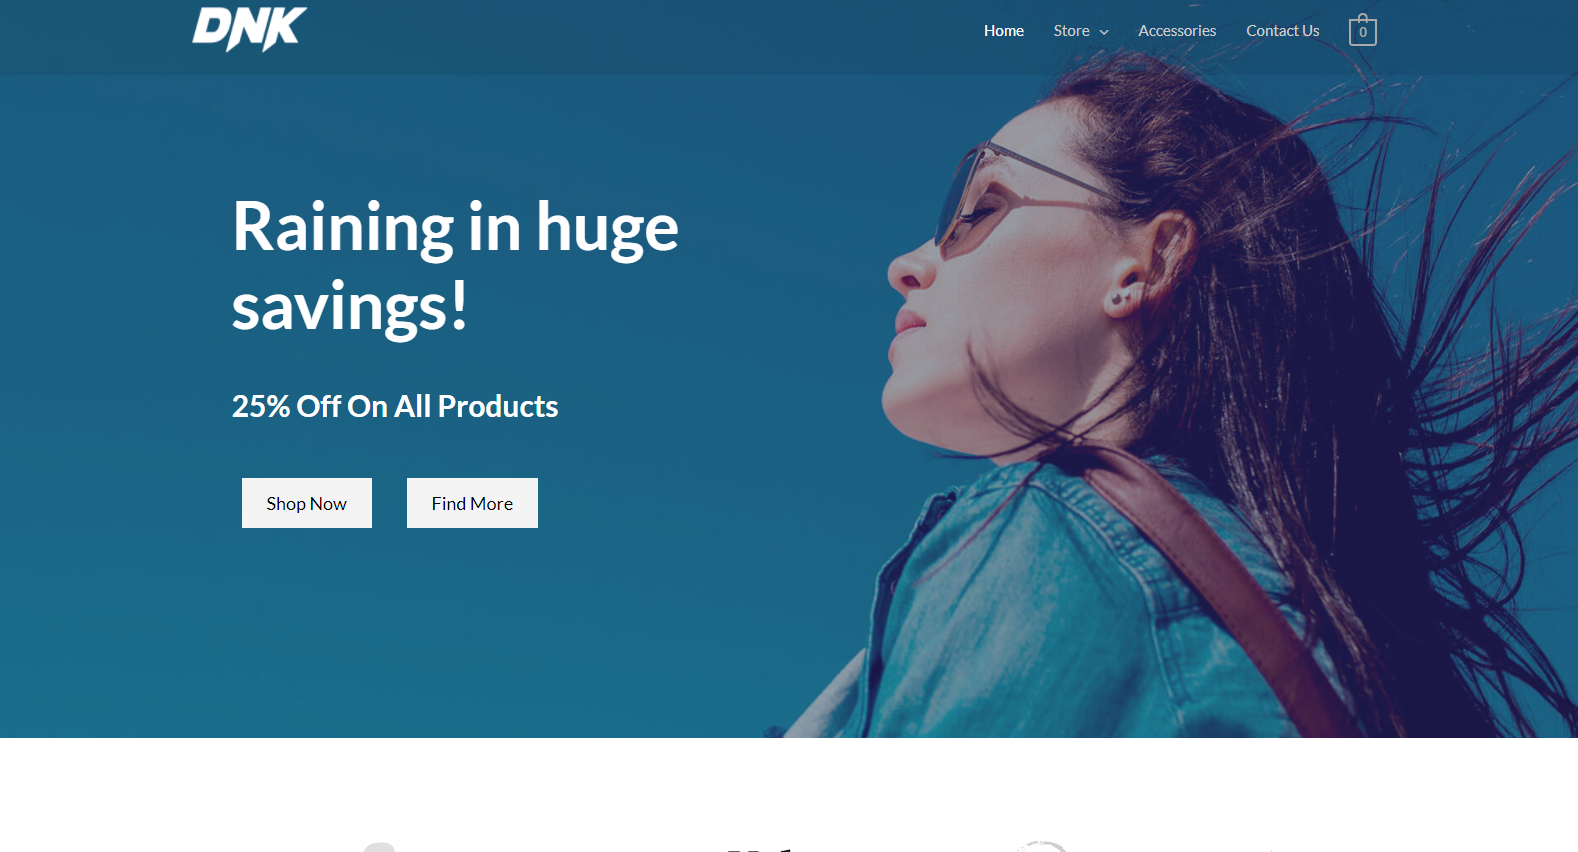 DNK
Home Store Accessories Contact Us 0
Raining in huge
savings!
25% Off On All Products
Shop Now Find More